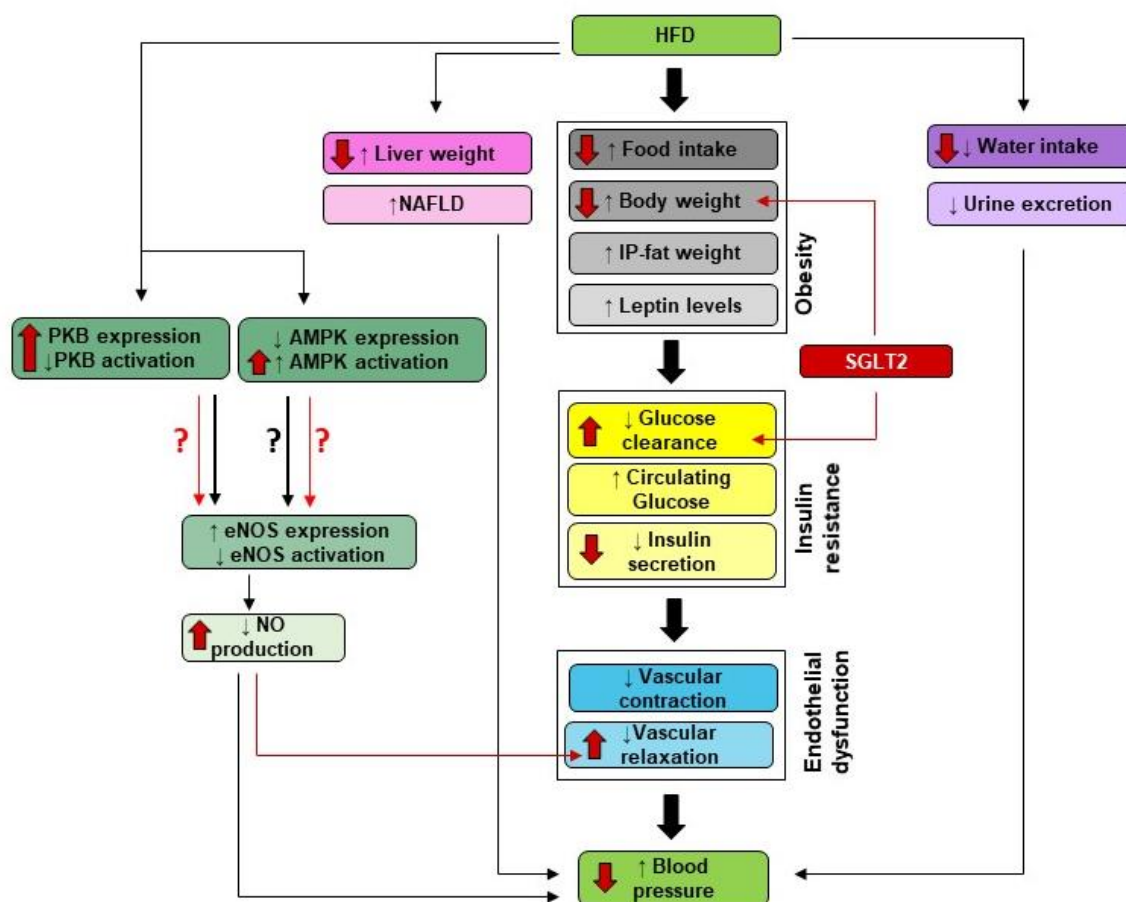 HFD
↑ Liver weight
↑NAFLD
↑ Food intake
↑ Body weight
↑ IP-fat weight
↑ Leptin levels
Obesity
↓ Water intake
↓ Urine excretion
PKB expression
↓PKB activation
↓ AMPK expression
↑ AMPK activation
SGLT2
? ? ?
↓ Glucose
clearance
↑ Circulating
Glucose
↓ Insulin
secretion
Insulin
resistance
↑ eNOS expression
↓ eNOS activation
↓ NO
production
↓ Vascular
contraction
↓Vascular
relaxation
Endothelial
dysfunction
↑ Blood
pressure